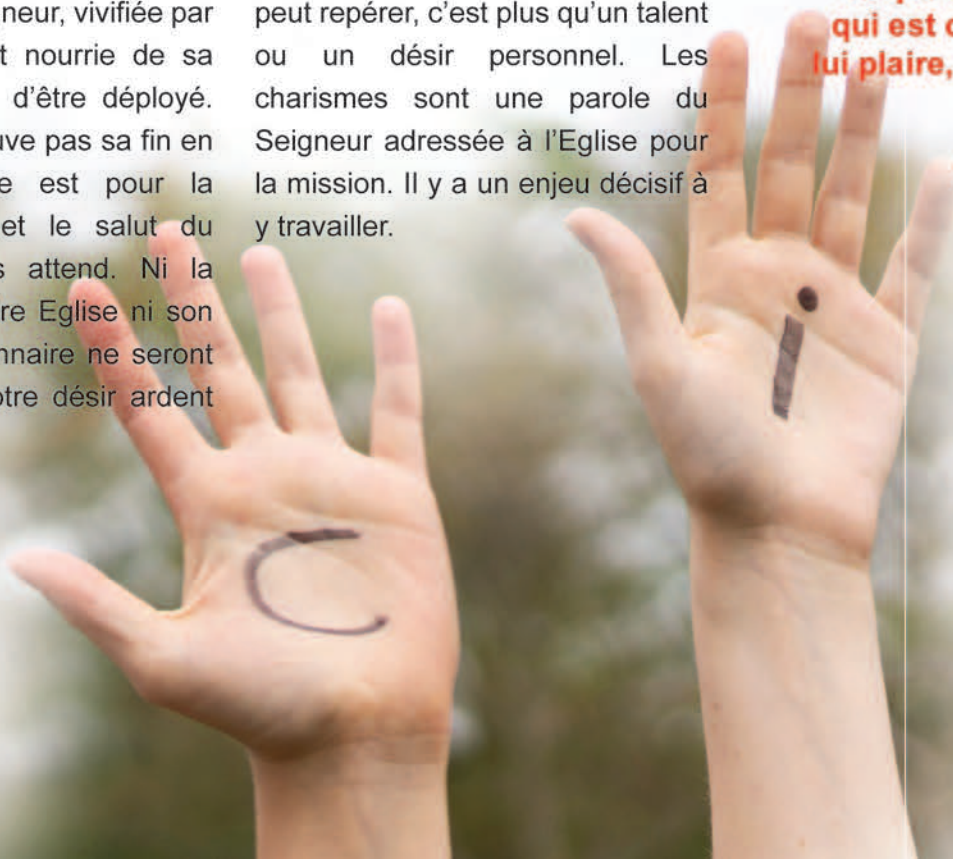 neur, vivifiée par
t nourrie de sa
d’être déployé.
uve pas sa fin en
e est pour la
et le salut du
s attend. Ni la
re Eglise ni son
nnaire ne seront
otre désir ardent
peut repérer, c’est plus qu’un talent
ou un désir personnel. Les
charismes sont une parole du
Seigneur adressée à l’Eglise pour
la mission. Il y a un enjeu décisif à
y travailler.
qui est
lui plaire,
C
i